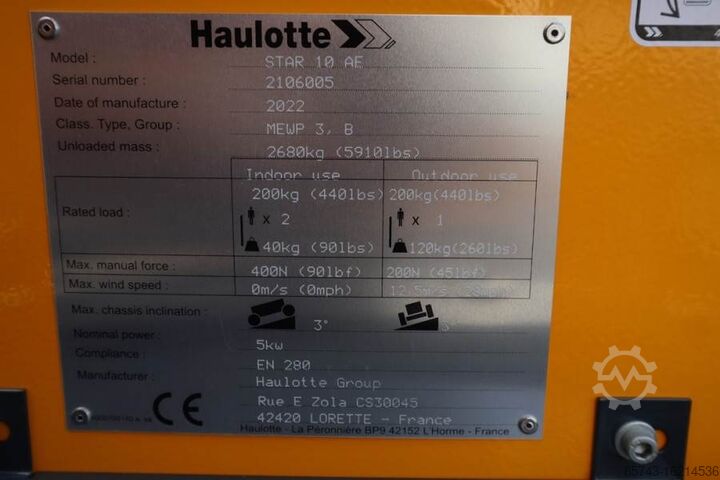 Haulotte
Model : STAR 10 AE
Serial number : 2106005
Date of manufacture : 2022
Class. Type, Group : MEWP 3, B
Unloaded mass : 2680kg (5910lbs)
Indoor use Outdoor use
Rated load : 200kg (440lbs) 200kg(440lbs)
x 2 x 1
40kg (90lbs) 120kg(260lbs)
Max. manual force : 400N (90lbf) 200N (45lbf)
Max. wind speed : 0m/s (0mph) 12.5m/s (28mph)
Max. chassis inclination : 3°
Nominal power : 5kw
Compliance : EN 280
Manufacturer : Haulotte Group
Rue E Zola CS30045
CE 42420 LORETTE - France
Haulotte - La Péronnière BP9 42152 L'Horme - France